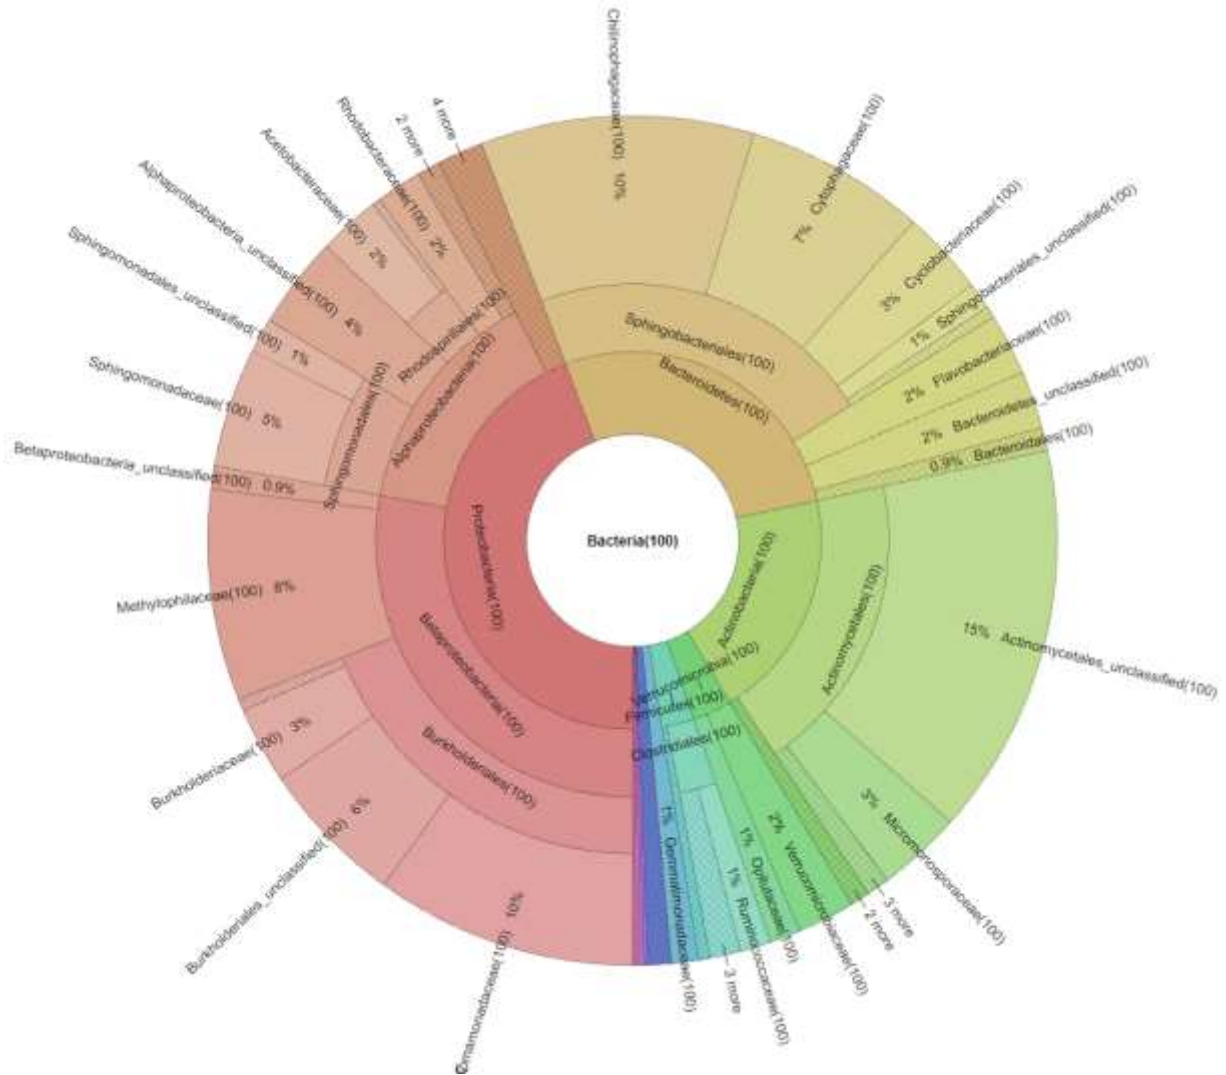 Bacteria(100)
Bacteroidetes(100)
Sphingobacteriales(100)
10%
7% Cytophagaceae(100)
3% Cyclobacteriaceae(100)
1% Sphingobacteriales_unclassified(100)
2% Flavobacteriaceae(100)
2% Bacteroidetes_unclassified(100)
0.9% Bacteroidales(100)
Actinobacteria(100)
Actinomycetales(100)
15% Actinomycetales_unclassified(100)
3% Micromonosporaceae(100)
3 more
2 more
Verrucomicrobia(100)
2% Verrucomicrobiaceae(100)
1% Opitutaceae(100)
Firmicutes(100)
Clostridiales(100)
1% Ruminococcaceae(100)
3 more
1% Gemmatimonadaceae(100)
Proteobacteria(100)
Betaproteobacteria(100)
Burkholderiales(100)
10%
Burkholderiales_unclassified(100) 6%
Burkholderiaceae(100) 3%
Methylophilaceae(100) 8%
Betaproteobacteria_unclassified(100) 0.9%
Alphaproteobacteria(100)
Sphingomonadales(100)
Sphingomonadaceae(100) 5%
Sphingomonadales_unclassified(100) 1%
Alphaproteobacteria_unclassified(100) 4%
Rhodospirillales(100)
Acetobacteraceae(100) 2%
Rhodobacteraceae(100) 2%
2 more
4 more